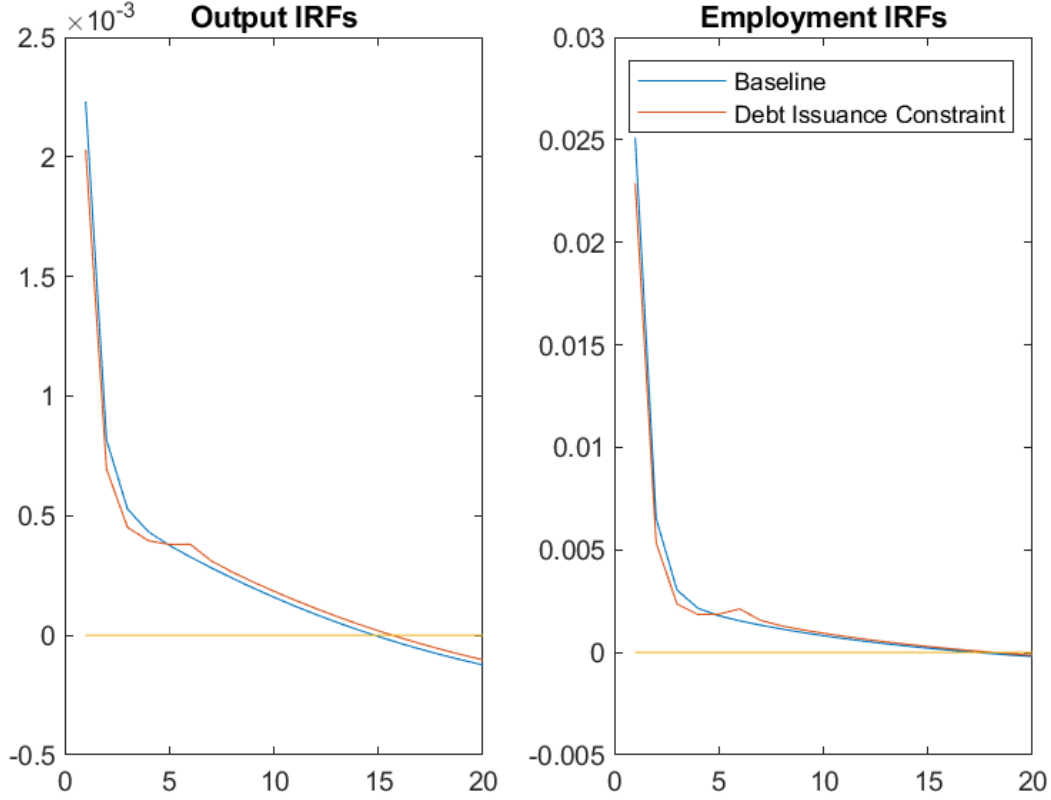 ×10⁻³
Output IRFs
2.5
2
1.5
1
0.5
0
-0.5
0 5 10 15 20
Employment IRFs
0.03
0.025
0.02
0.015
0.01
0.005
0
-0.005
0 5 10 15 20
Baseline
Debt Issuance Constraint